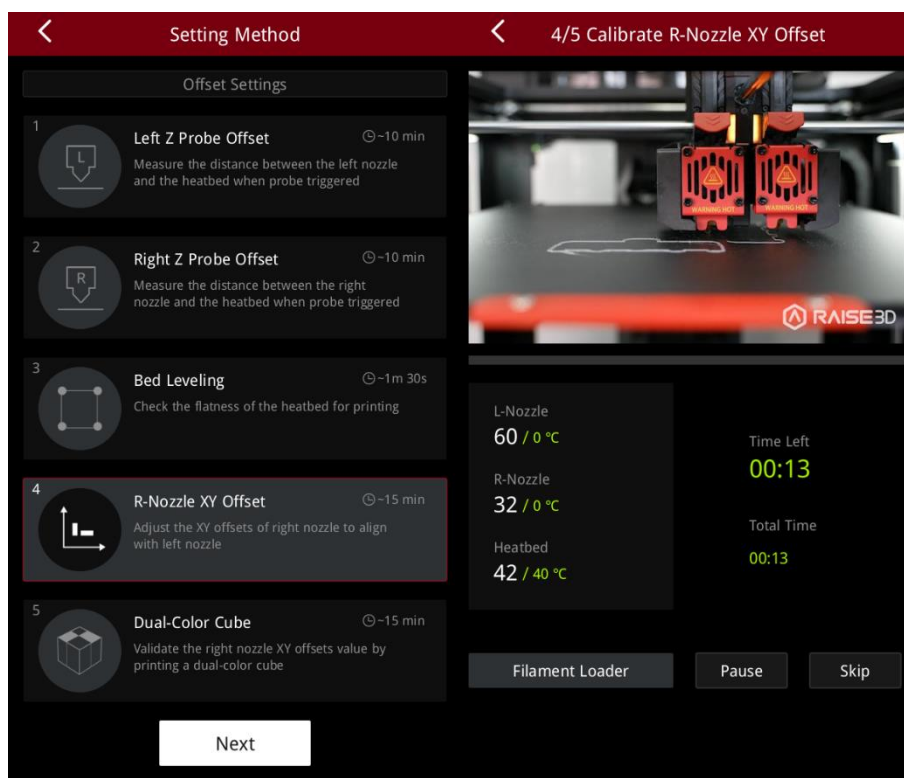 Setting Method
Offset Settings
1
Left Z Probe Offset
~10 min
Measure the distance between the left nozzle
and the heatbed when probe triggered
2
Right Z Probe Offset
~10 min
Measure the distance between the right
nozzle and the heatbed when probe triggered
3
Bed Leveling
~1m 30s
Check the flatness of the heatbed for printing
4
R-Nozzle XY Offset
~15 min
Adjust the XY offsets of right nozzle to align
with left nozzle
5
Dual-Color Cube
~15 min
Validate the right nozzle XY offsets value by
printing a dual-color cube
Next
4/5 Calibrate R-Nozzle XY Offset
WARNING HOT
WARNING HOT
RAISE3D
L-Nozzle
60 / 0 °C
R-Nozzle
32 / 0 °C
Heatbed
42 / 40 °C
Time Left
00:13
Total Time
00:13
Filament Loader
Pause
Skip
L
R